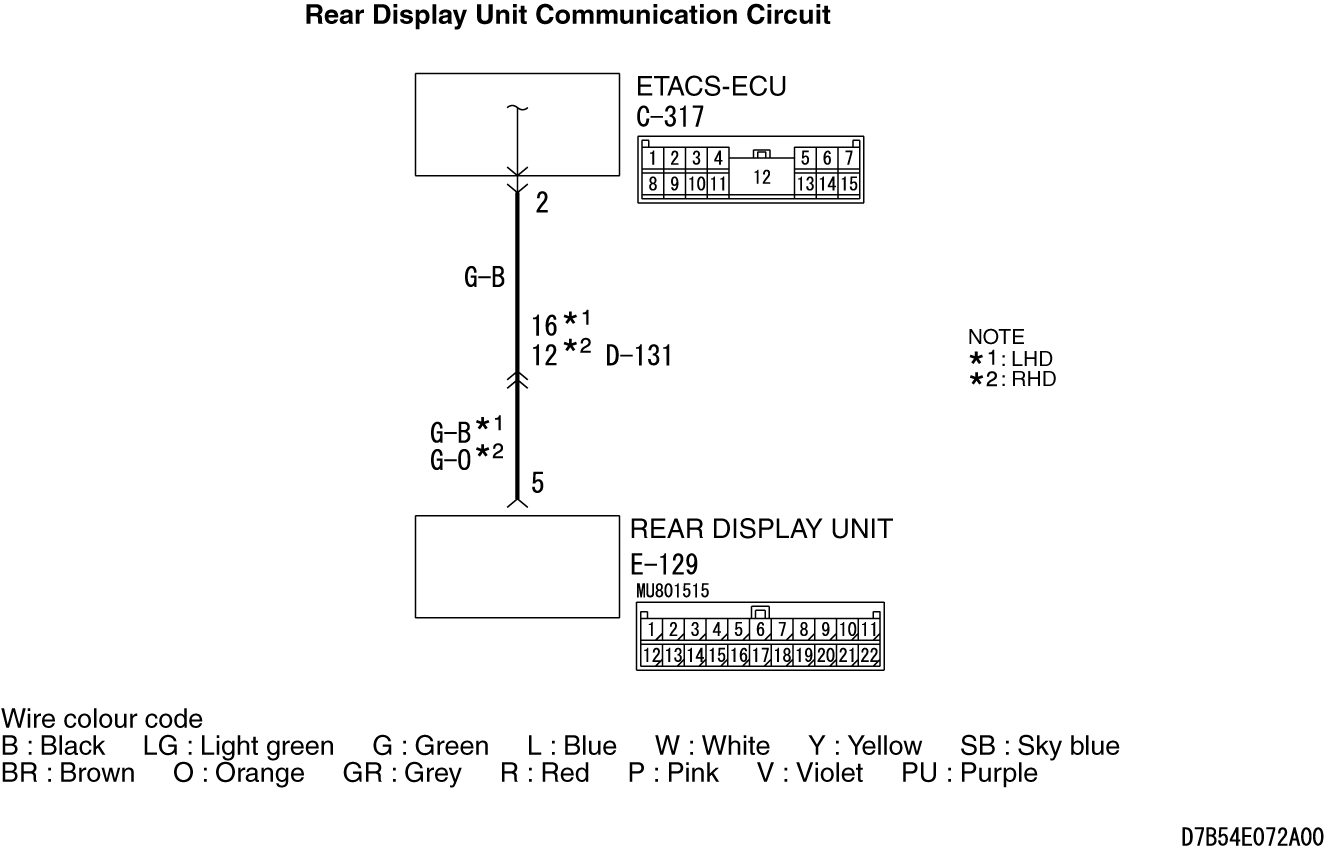 Rear Display Unit Communication Circuit
ETACS-ECU
C-317
1 2 3 4 5 6 7
8 9 10 11 12 13 14 15
2
G-B
16 *1
12 *2 D-131
NOTE
*1 : LHD
*2 : RHD
G-B *1
G-O *2
5
REAR DISPLAY UNIT
E-129
MU801515
1 2 3 4 5 6 7 8 9 10 11
12 13 14 15 16 17 18 19 20 21 22
Wire colour code
B : Black LG : Light green G : Green L : Blue W : White Y : Yellow SB : Sky blue
BR : Brown O : Orange GR : Grey R : Red P : Pink V : Violet PU : Purple
D7B54E072A00